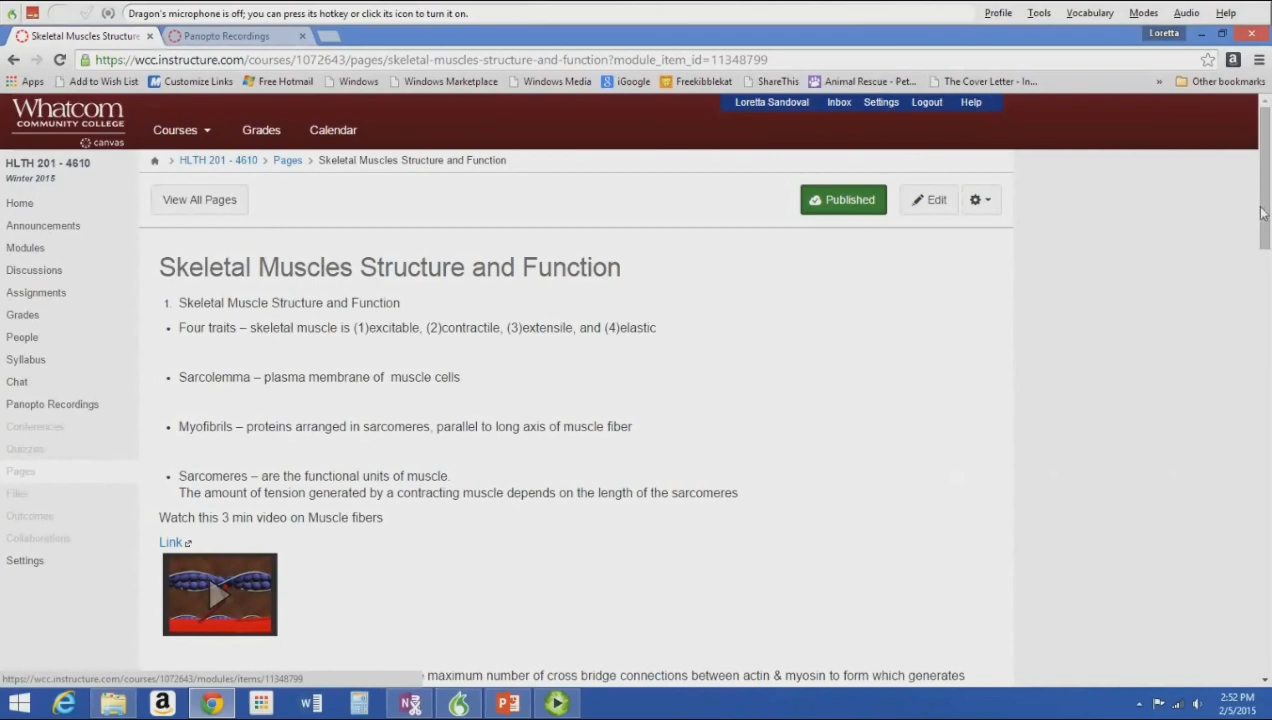 Dragon's microphone is off; you can press its hotkey or click its icon to turn it on.
Profile Tools Vocabulary Modes Audio Help
Skeletal Muscles Structure × Panopto Recordings ×
Loretta
https://wcc.instructure.com/courses/1072643/pages/skeletal-muscles-structure-and-function?module_item_id=11348799
Apps Add to Wish List Customize Links Free Hotmail Windows Windows Marketplace Windows Media iGoogle Freekibblekat ShareThis Animal Rescue - Pet... The Cover Letter - In... » Other bookmarks
Whatcom
COMMUNITY COLLEGE
canvas
Loretta Sandoval Inbox Settings Logout Help
Courses Grades Calendar
HLTH 201 - 4610
Winter 2015
Home
Announcements
Modules
Discussions
Assignments
Grades
People
Syllabus
Chat
Panopto Recordings
Conferences
Quizzes
Pages
Files
Outcomes
Collaborations
Settings
> HLTH 201 - 4610 > Pages > Skeletal Muscles Structure and Function
View All Pages
Published
Edit
Skeletal Muscles Structure and Function
1. Skeletal Muscle Structure and Function
• Four traits – skeletal muscle is (1)excitable, (2)contractile, (3)extensile, and (4)elastic
• Sarcolemma – plasma membrane of muscle cells
• Myofibrils – proteins arranged in sarcomeres, parallel to long axis of muscle fiber
• Sarcomeres – are the functional units of muscle.
The amount of tension generated by a contracting muscle depends on the length of the sarcomeres
Watch this 3 min video on Muscle fibers
Link
maximum number of cross bridge connections between actin & myosin to form which generates
https://wcc.instructure.com/courses/1072643/modules/items/11348799
2:52 PM
2/5/2015